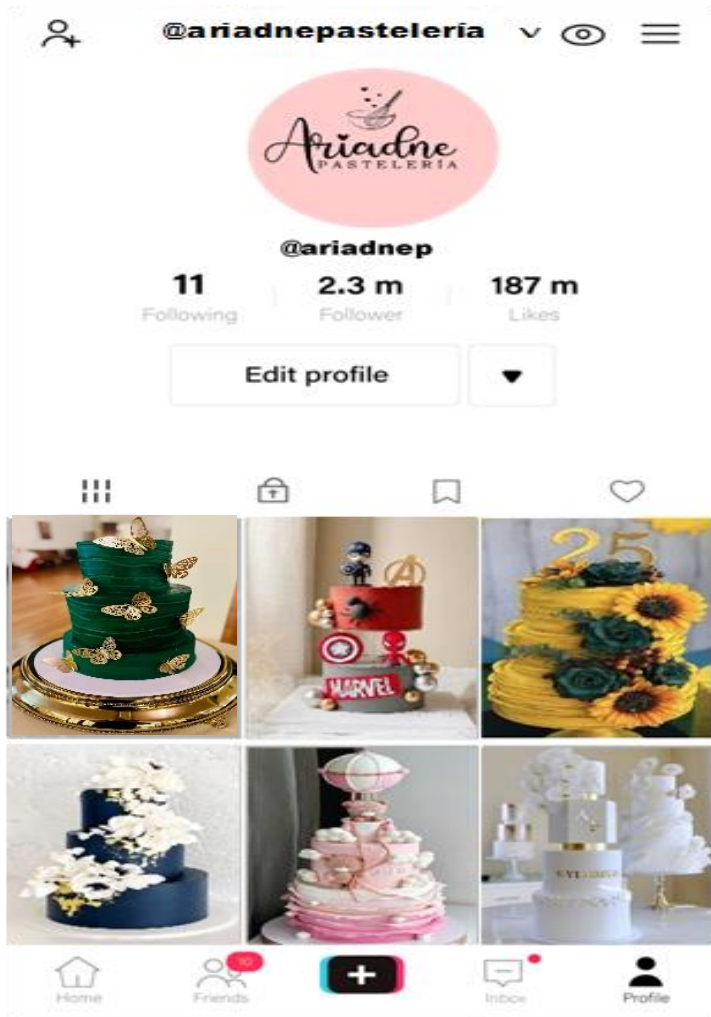 @ariadnepastelería
Ariadne
PASTELERÍA
@ariadnep
11 2.3 m 187 m
Following Follower Likes
Edit profile
25
A
MARVEL
10
Home Friends Inbox Profile